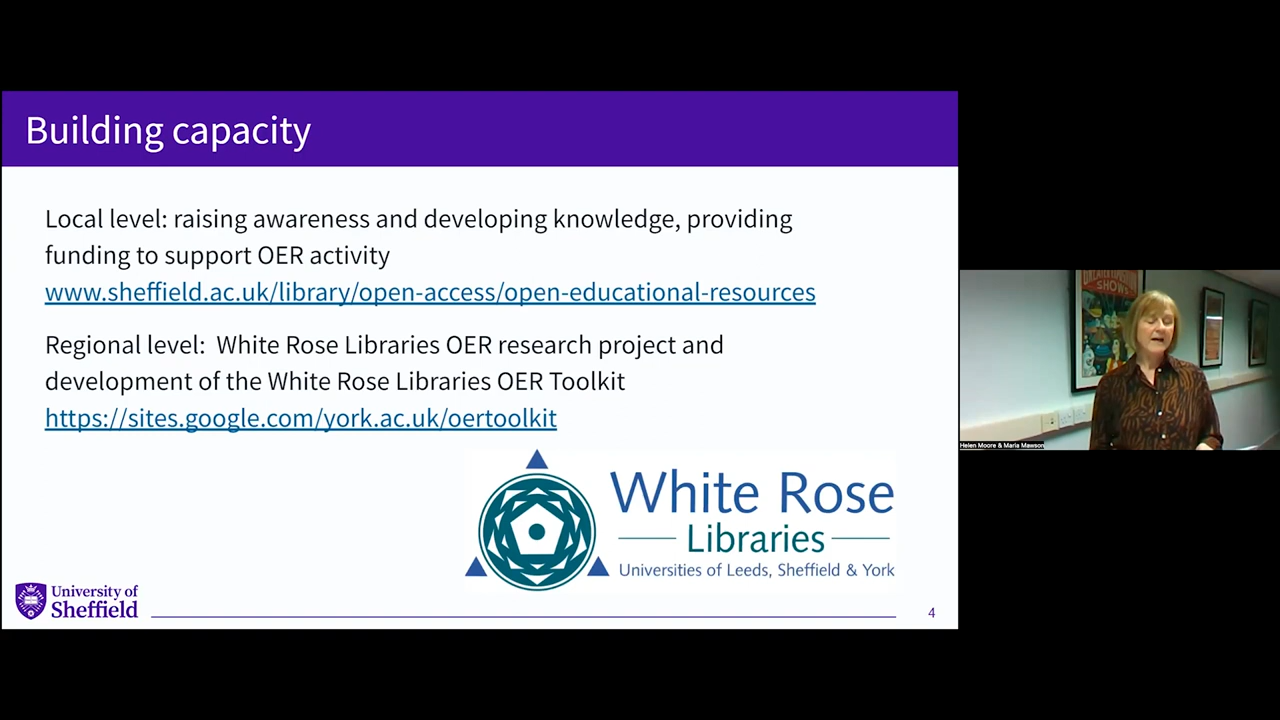 Building capacity
Local level: raising awareness and developing knowledge, providing
funding to support OER activity
www.sheffield.ac.uk/library/open-access/open-educational-resources
Regional level: White Rose Libraries OER research project and
development of the White Rose Libraries OER Toolkit
https://sites.google.com/york.ac.uk/oertoolkit
White Rose
Libraries
Universities of Leeds, Sheffield & York
University of
Sheffield
4
SHOWS
Helen Moore & Maria Mawson